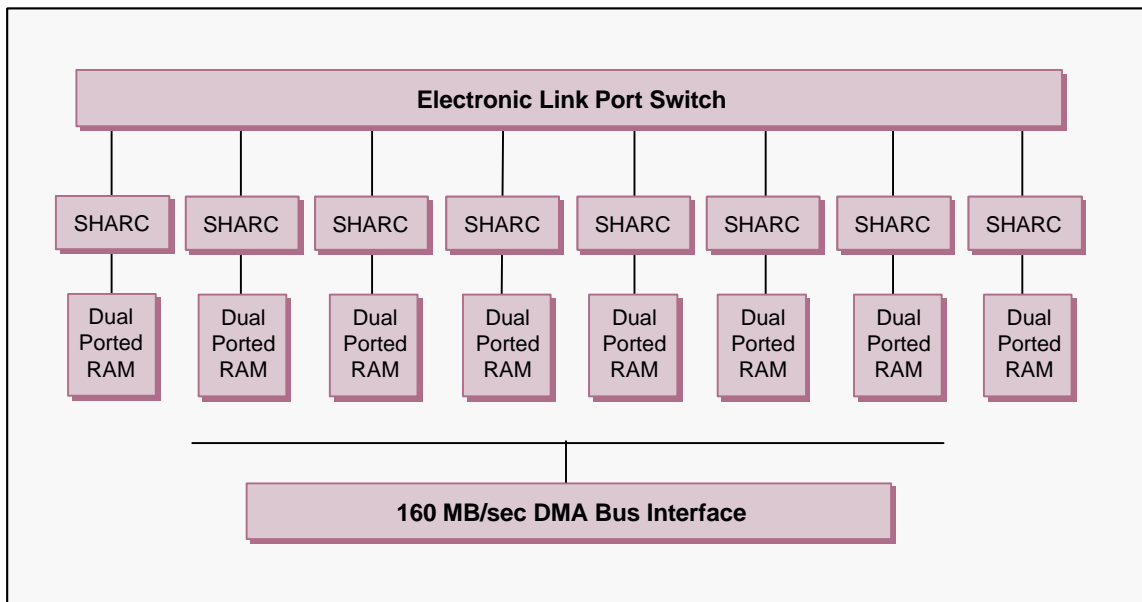 Electronic Link Port Switch
SHARC SHARC SHARC SHARC SHARC SHARC SHARC SHARC
Dual Dual Dual Dual Dual Dual Dual Dual
Ported Ported Ported Ported Ported Ported Ported Ported
RAM RAM RAM RAM RAM RAM RAM RAM
160 MB/sec DMA Bus Interface